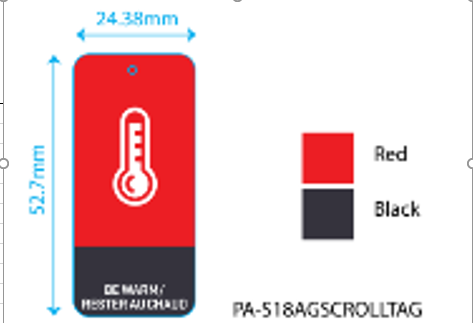 24.38mm
52.7mm
BE WARM/
RESTER AU CHAUD
Red
Black
PA-518AGSCROLLTAG